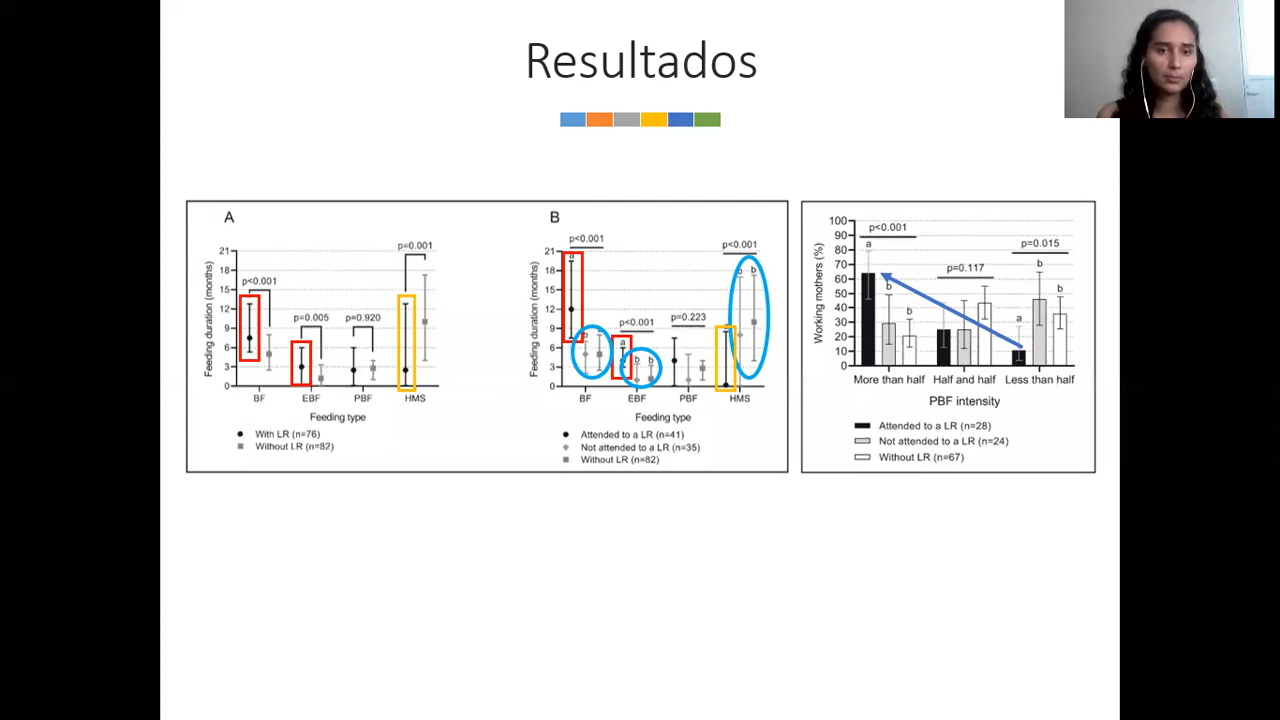 Resultados
A
21
18
15
12
9
6
3
0
Feeding duration (months)
p<0.001
p=0.005
p=0.920
p=0.001
BF
EBF
PBF
HMS
Feeding type
With LR (n=76)
Without LR (n=82)
B
21
18
15
12
9
6
3
0
Feeding duration (months)
p<0.001
p<0.001
p=0.223
p<0.001
a
b
a
b
b
b
b
BF
EBF
PBF
HMS
Feeding type
Attended to a LR (n=41)
Not attended to a LR (n=35)
Without LR (n=82)
100
90
80
70
60
50
40
30
20
10
0
Working mothers (%)
p<0.001
p=0.117
p=0.015
a
b
b
a
b
b
More than half
Half and half
Less than half
PBF intensity
Attended to a LR (n=28)
Not attended to a LR (n=24)
Without LR (n=67)